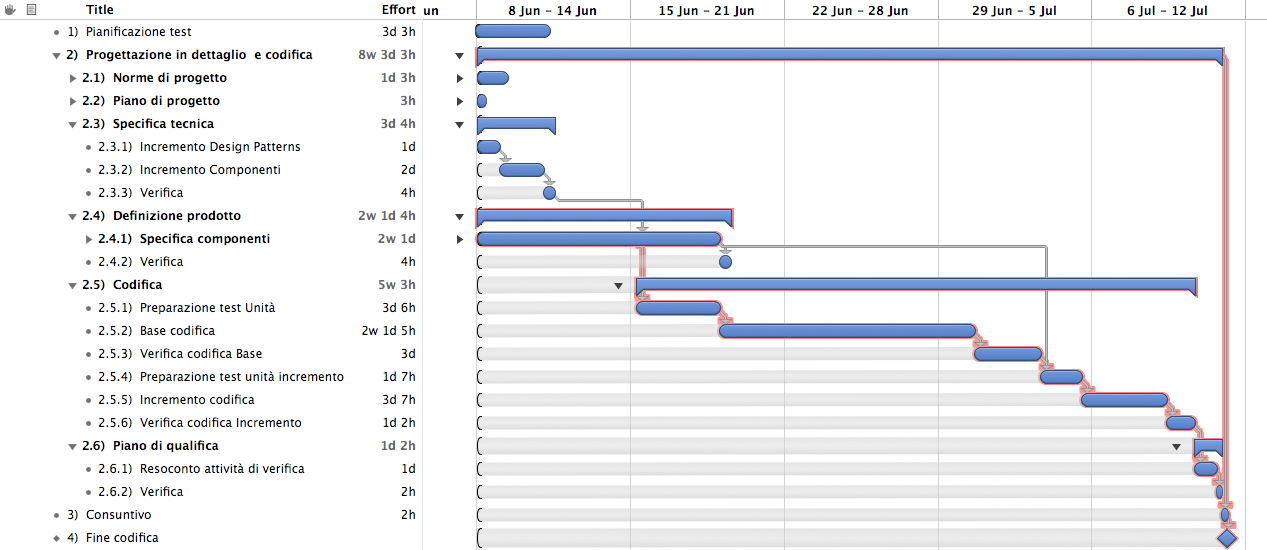 Title Effort un 8 Jun – 14 Jun 15 Jun – 21 Jun 22 Jun – 28 Jun 29 Jun – 5 Jul 6 Jul – 12 Jul
1) Pianificazione test 3d 3h
2) Progettazione in dettaglio e codifica 8w 3d 3h
2.1) Norme di progetto 1d 3h
2.2) Piano di progetto 3h
2.3) Specifica tecnica 3d 4h
2.3.1) Incremento Design Patterns 1d
2.3.2) Incremento Componenti 2d
2.3.3) Verifica 4h
2.4) Definizione prodotto 2w 1d 4h
2.4.1) Specifica componenti 2w 1d
2.4.2) Verifica 4h
2.5) Codifica 5w 3h
2.5.1) Preparazione test Unità 3d 6h
2.5.2) Base codifica 2w 1d 5h
2.5.3) Verifica codifica Base 3d
2.5.4) Preparazione test unità incremento 1d 7h
2.5.5) Incremento codifica 3d 7h
2.5.6) Verifica codifica Incremento 1d 2h
2.6) Piano di qualifica 1d 2h
2.6.1) Resoconto attività di verifica 1d
2.6.2) Verifica 2h
3) Consuntivo 2h
4) Fine codifica